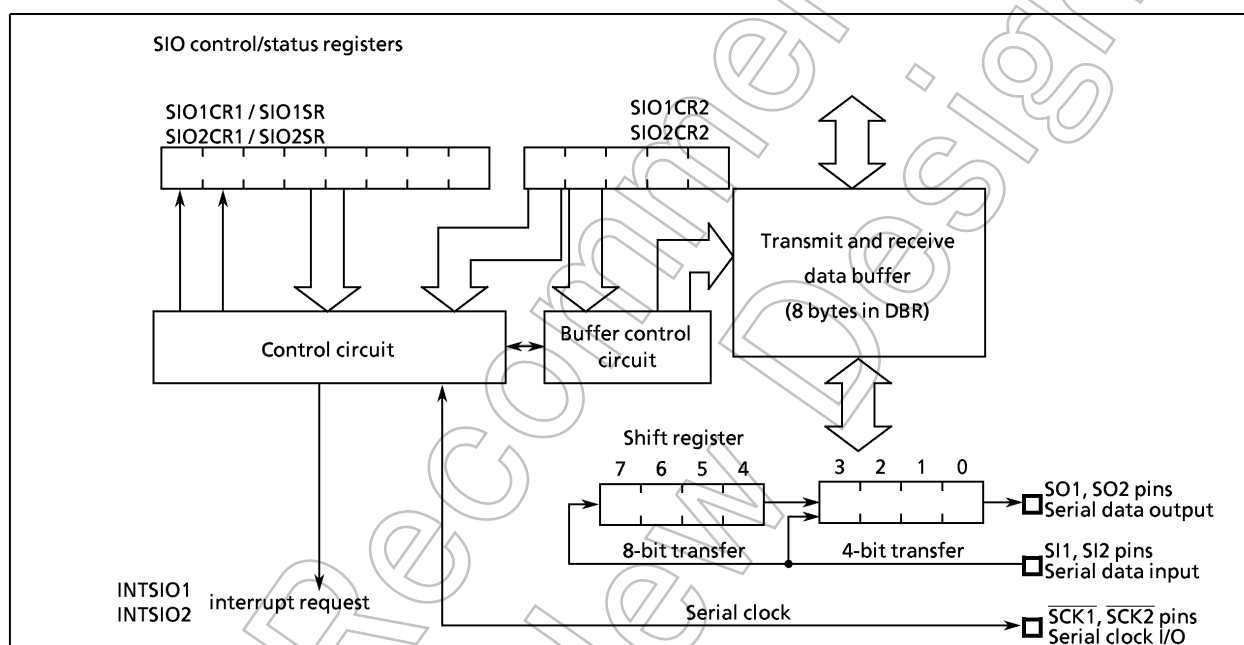 SIO control/status registers
SIO1CR1 / SIO1SR
SIO2CR1 / SIO2SR
SIO1CR2
SIO2CR2
Transmit and receive
data buffer
(8 bytes in DBR)
Control circuit
Buffer control
circuit
Shift register
7 6 5 4
3 2 1 0
SO1, SO2 pins
Serial data output
8-bit transfer
4-bit transfer
SI1, SI2 pins
Serial data input
INTSIO1
INTSIO2
interrupt request
Serial clock
SCK1, SCK2 pins
Serial clock I/O